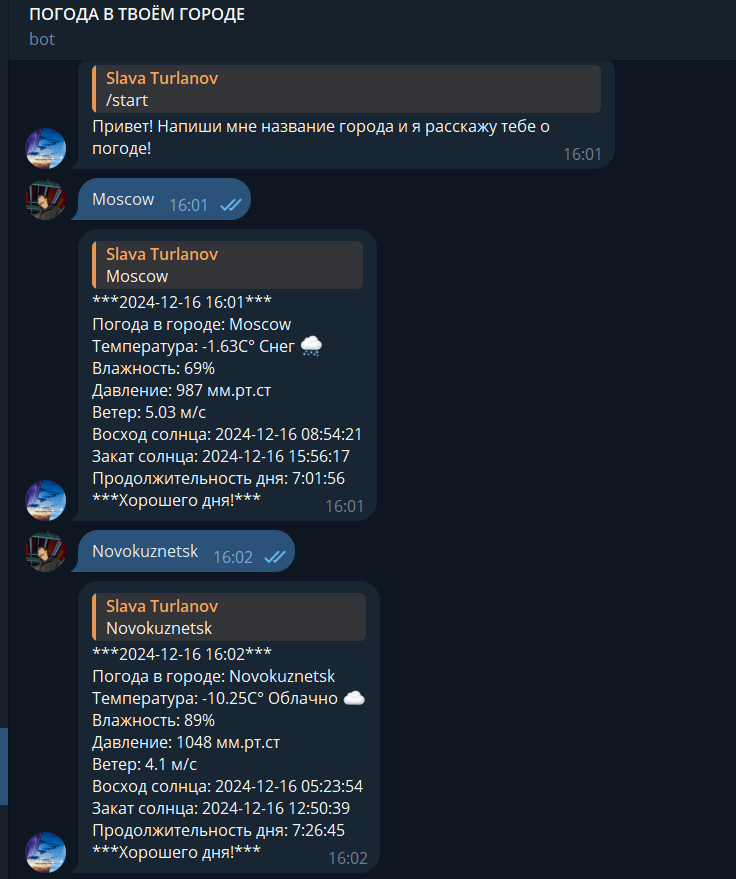 ПОГОДА В ТВОЁМ ГОРОДЕ
bot
Slava Turlanov
/start
Привет! Напиши мне название города и я расскажу тебе о
погоде!
16:01
Moscow 16:01
Slava Turlanov
Moscow
***2024-12-16 16:01***
Погода в городе: Moscow
Температура: -1.63C° Снег 🌨
Влажность: 69%
Давление: 987 мм.рт.ст
Ветер: 5.03 м/с
Восход солнца: 2024-12-16 08:54:21
Закат солнца: 2024-12-16 15:56:17
Продолжительность дня: 7:01:56
***Хорошего дня!***
16:01
Novokuznetsk 16:02
Slava Turlanov
Novokuznetsk
***2024-12-16 16:02***
Погода в городе: Novokuznetsk
Температура: -10.25C° Облачно ☁
Влажность: 89%
Давление: 1048 мм.рт.ст
Ветер: 4.1 м/с
Восход солнца: 2024-12-16 05:23:54
Закат солнца: 2024-12-16 12:50:39
Продолжительность дня: 7:26:45
***Хорошего дня!***
16:02